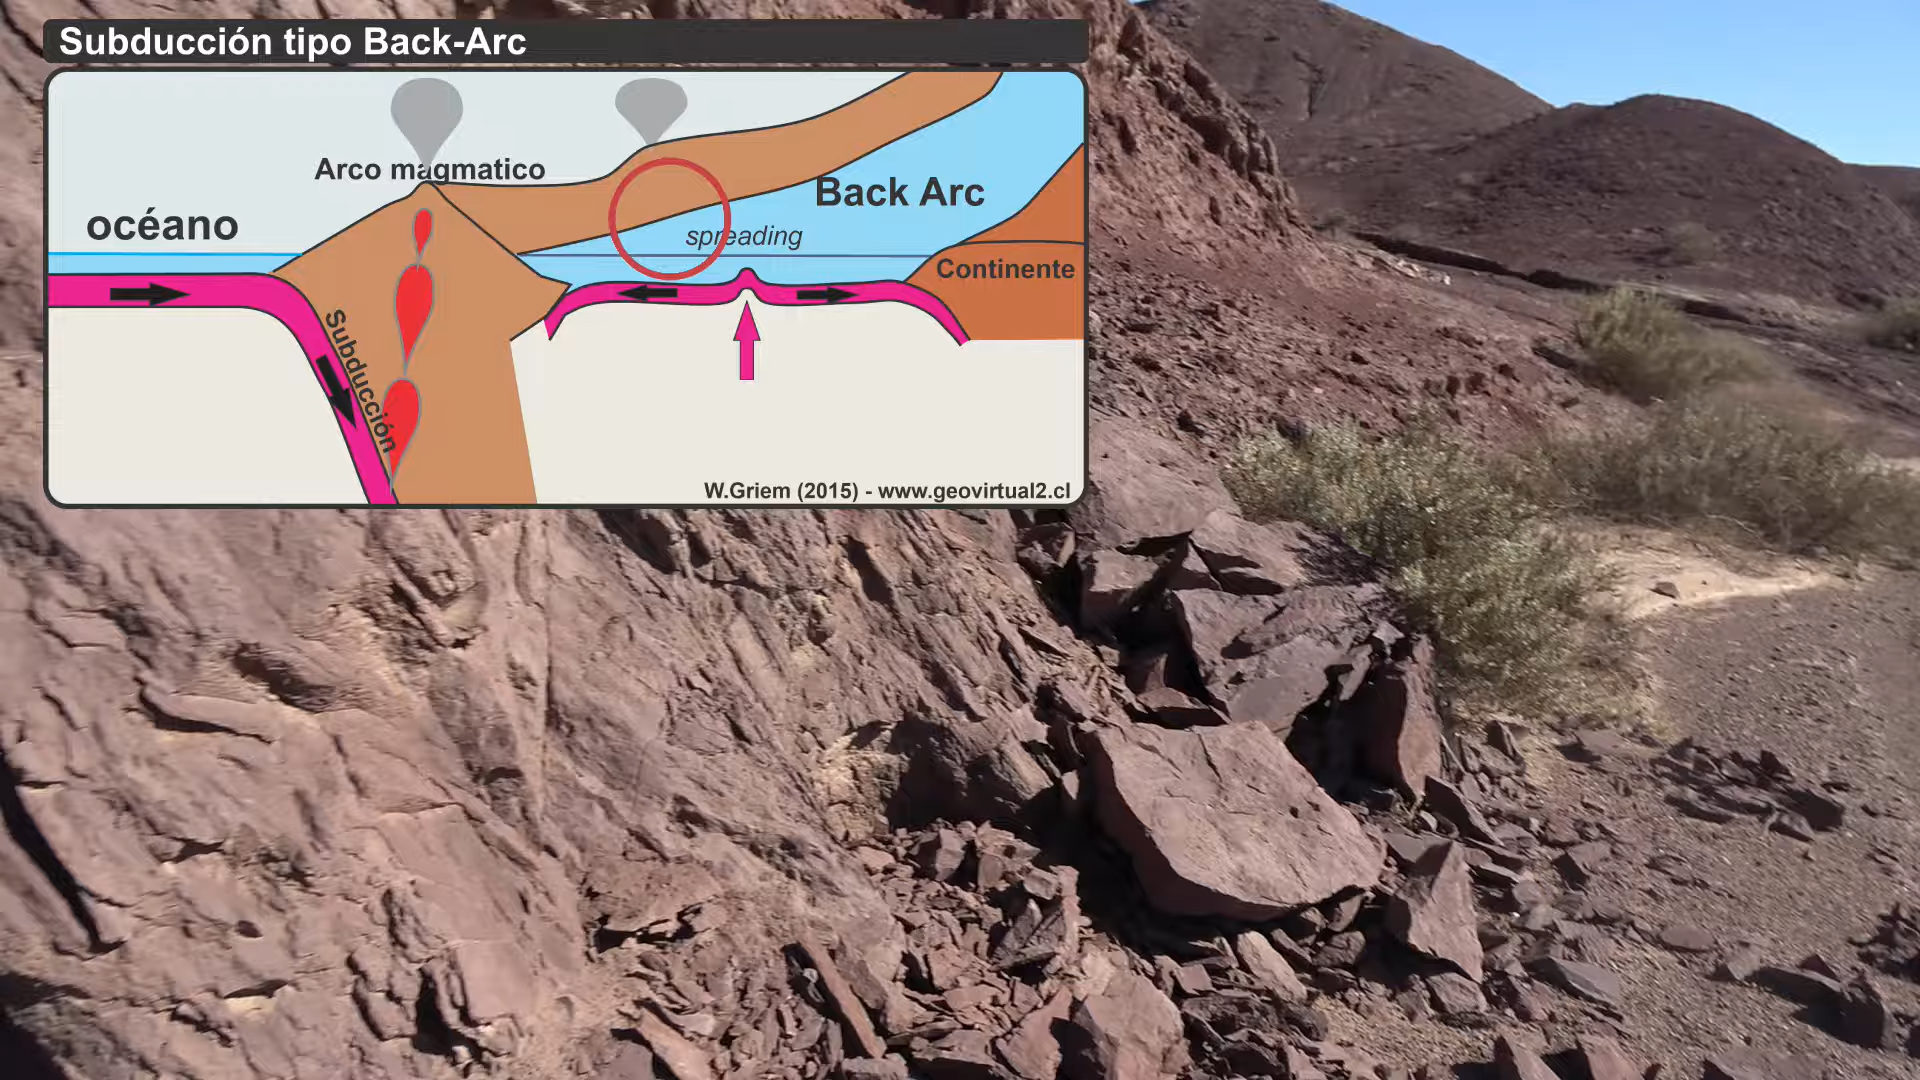 Subducción tipo Back-Arc
Arco magmatico
océano
Back Arc
spreading
Continente
Subducción
W.Griem (2015) - www.geovirtual2.cl